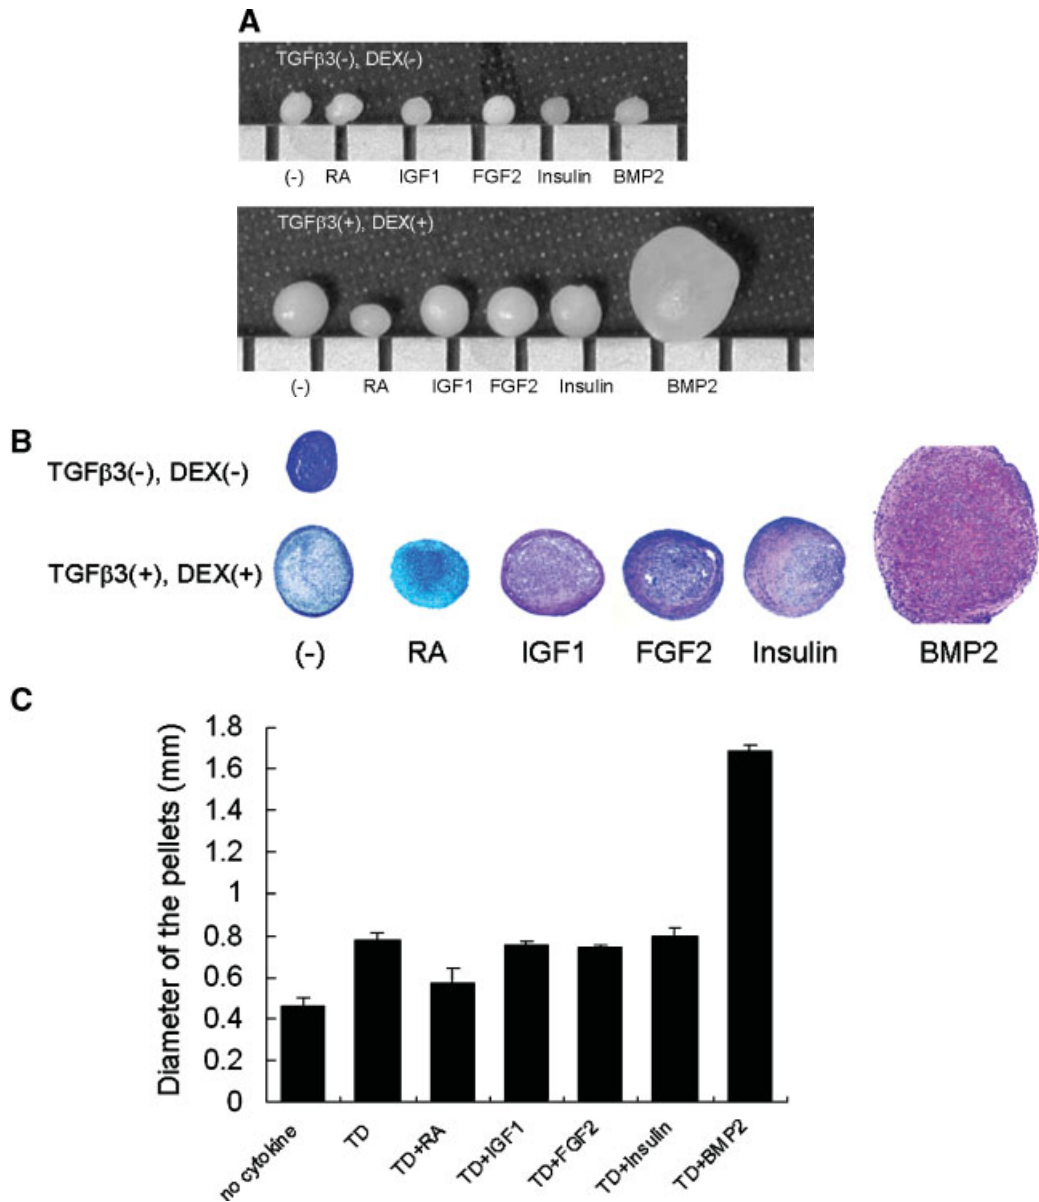 A
TGFβ3(-), DEX(-)
(-) RA IGF1 FGF2 Insulin BMP2
TGFβ3(+), DEX(+)
(-) RA IGF1 FGF2 Insulin BMP2
B
TGFβ3(-), DEX(-)
TGFβ3(+), DEX(+)
(-) RA IGF1 FGF2 Insulin BMP2
C
Diameter of the pellets (mm)
1.8
1.6
1.4
1.2
1
0.8
0.6
0.4
0.2
0
no cytokine TD TD+RA TD+IGF1 TD+FGF2 TD+Insulin TD+BMP2